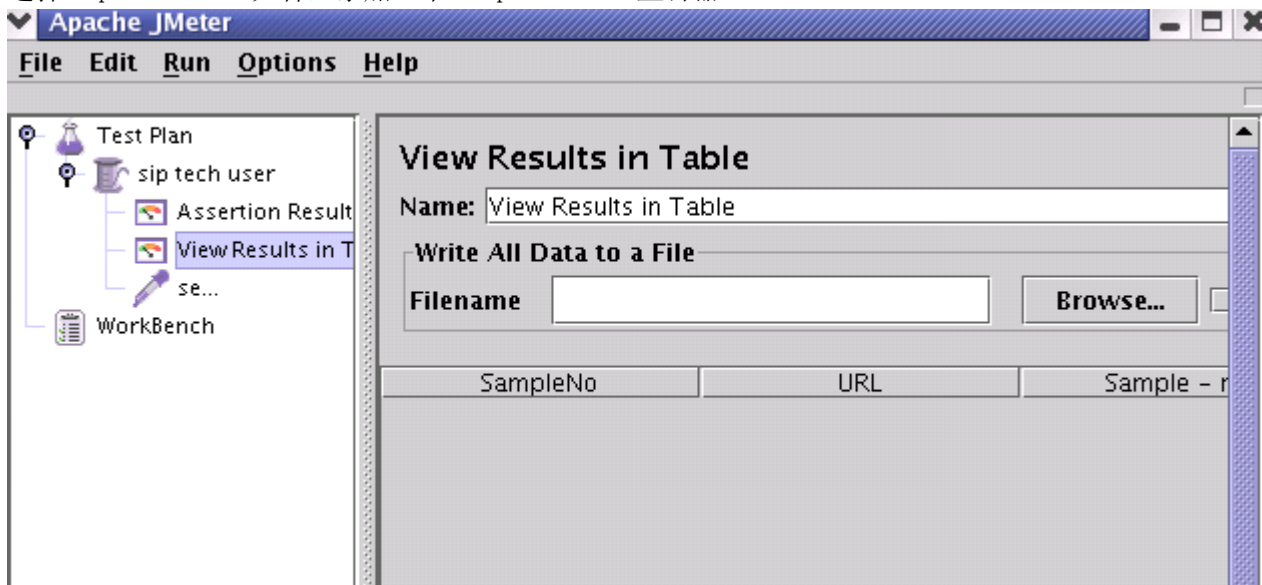 Apache JMeter
File Edit Run Options Help
Test Plan
sip tech user
Assertion Result
View Results in T
se...
WorkBench
View Results in Table
Name: View Results in Table
Write All Data to a File
Filename Browse...
SampleNo URL Sample -